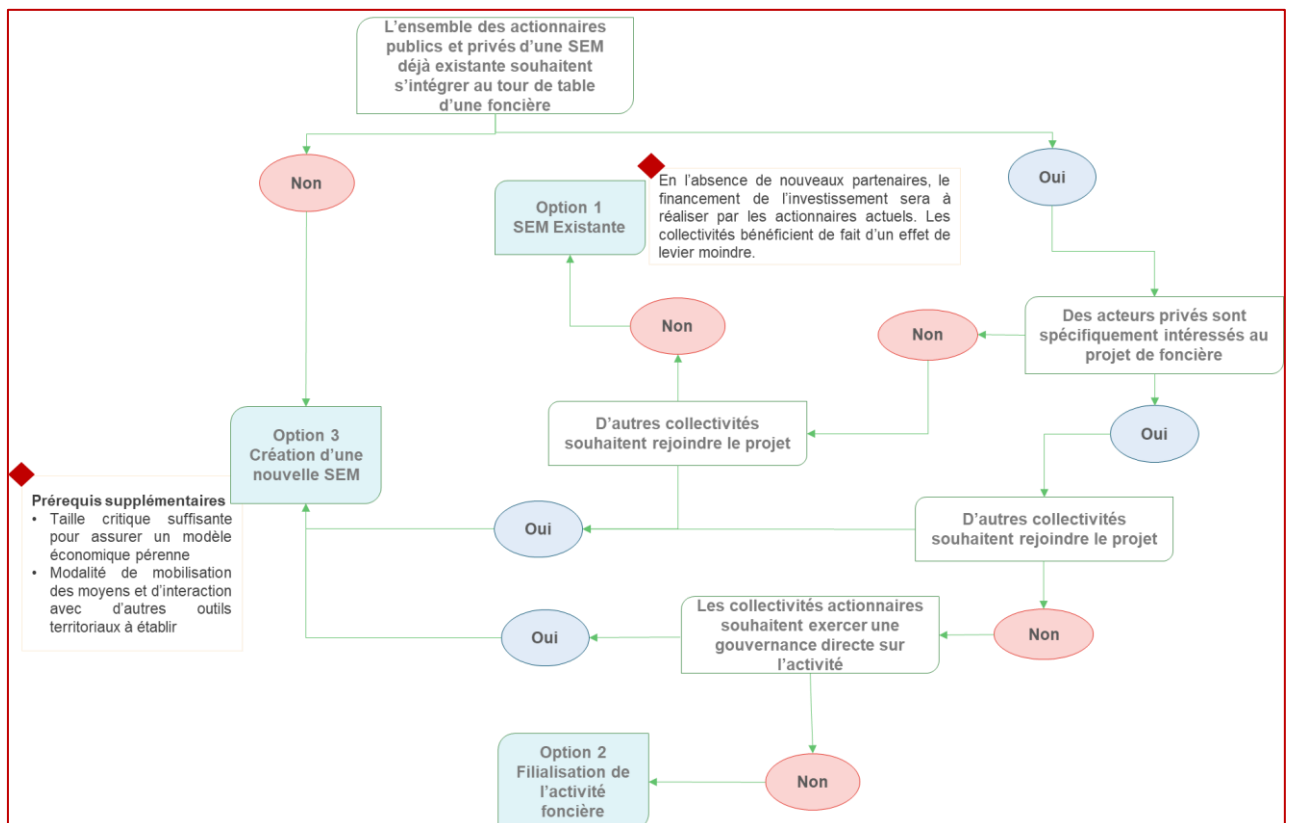 L'ensemble des actionnaires
publics et privés d'une SEM
déjà existante souhaitent
s'intégrer au tour de table
d'une foncière
Non
Oui
Option 1
SEM Existante
En l'absence de nouveaux partenaires, le
financement de l'investissement sera à
réaliser par les actionnaires actuels. Les
collectivités bénéficient de fait d'un effet de
levier moindre.
Non
Non
Des acteurs privés sont
spécifiquement intéressés au
projet de foncière
Option 3
Création d'une
nouvelle SEM
D'autres collectivités
souhaitent rejoindre le projet
Oui
Prérequis supplémentaires
• Taille critique suffisante
pour assurer un modèle
économique pérenne
• Modalité de mobilisation
des moyens et d'interaction
avec d'autres outils
territoriaux à établir
Oui
D'autres collectivités
souhaitent rejoindre le projet
Oui
Les collectivités actionnaires
souhaitent exercer une
gouvernance directe sur
l'activité
Non
Option 2
Filialisation de
l'activité
foncière
Non